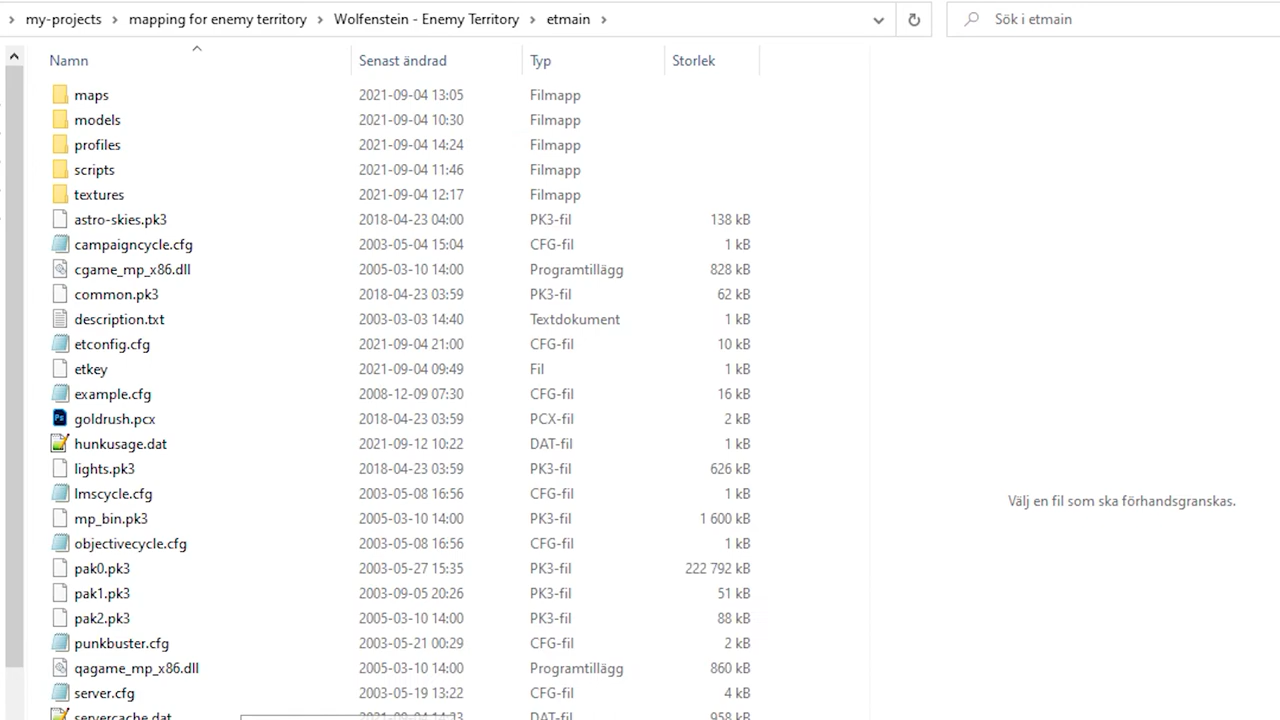 my-projects > mapping for enemy territory > Wolfenstein - Enemy Territory > etmain > Sök i etmain
Namn Senast ändrad Typ Storlek
maps 2021-09-04 13:05 Filmapp
models 2021-09-04 10:30 Filmapp
profiles 2021-09-04 14:24 Filmapp
scripts 2021-09-04 11:46 Filmapp
textures 2021-09-04 12:17 Filmapp
astro-skies.pk3 2018-04-23 04:00 PK3-fil 138 kB
campaigncycle.cfg 2003-05-04 15:04 CFG-fil 1 kB
cgame_mp_x86.dll 2005-03-10 14:00 Programtillägg 828 kB
common.pk3 2018-04-23 03:59 PK3-fil 62 kB
description.txt 2003-03-03 14:40 Textdokument 1 kB
etconfig.cfg 2021-09-04 21:00 CFG-fil 10 kB
etkey 2021-09-04 09:49 Fil 1 kB
example.cfg 2008-12-09 07:30 CFG-fil 16 kB
goldrush.pcx 2018-04-23 03:59 PCX-fil 2 kB
hunkusage.dat 2021-09-12 10:22 DAT-fil 1 kB
lights.pk3 2018-04-23 03:59 PK3-fil 626 kB
lmscycle.cfg 2003-05-08 16:56 CFG-fil 1 kB
Välj en fil som ska förhandsgranskas.
mp_bin.pk3 2005-03-10 14:00 PK3-fil 1 600 kB
objectivecycle.cfg 2003-05-08 16:56 CFG-fil 1 kB
pak0.pk3 2003-05-27 15:35 PK3-fil 222 792 kB
pak1.pk3 2003-09-05 20:26 PK3-fil 51 kB
pak2.pk3 2005-03-10 14:00 PK3-fil 88 kB
punkbuster.cfg 2003-05-21 00:29 CFG-fil 2 kB
qagame_mp_x86.dll 2005-03-10 14:00 Programtillägg 860 kB
server.cfg 2003-05-19 13:22 CFG-fil 4 kB
servercache.dat 2021-09-04 14:23 DAT-fil 958 kB